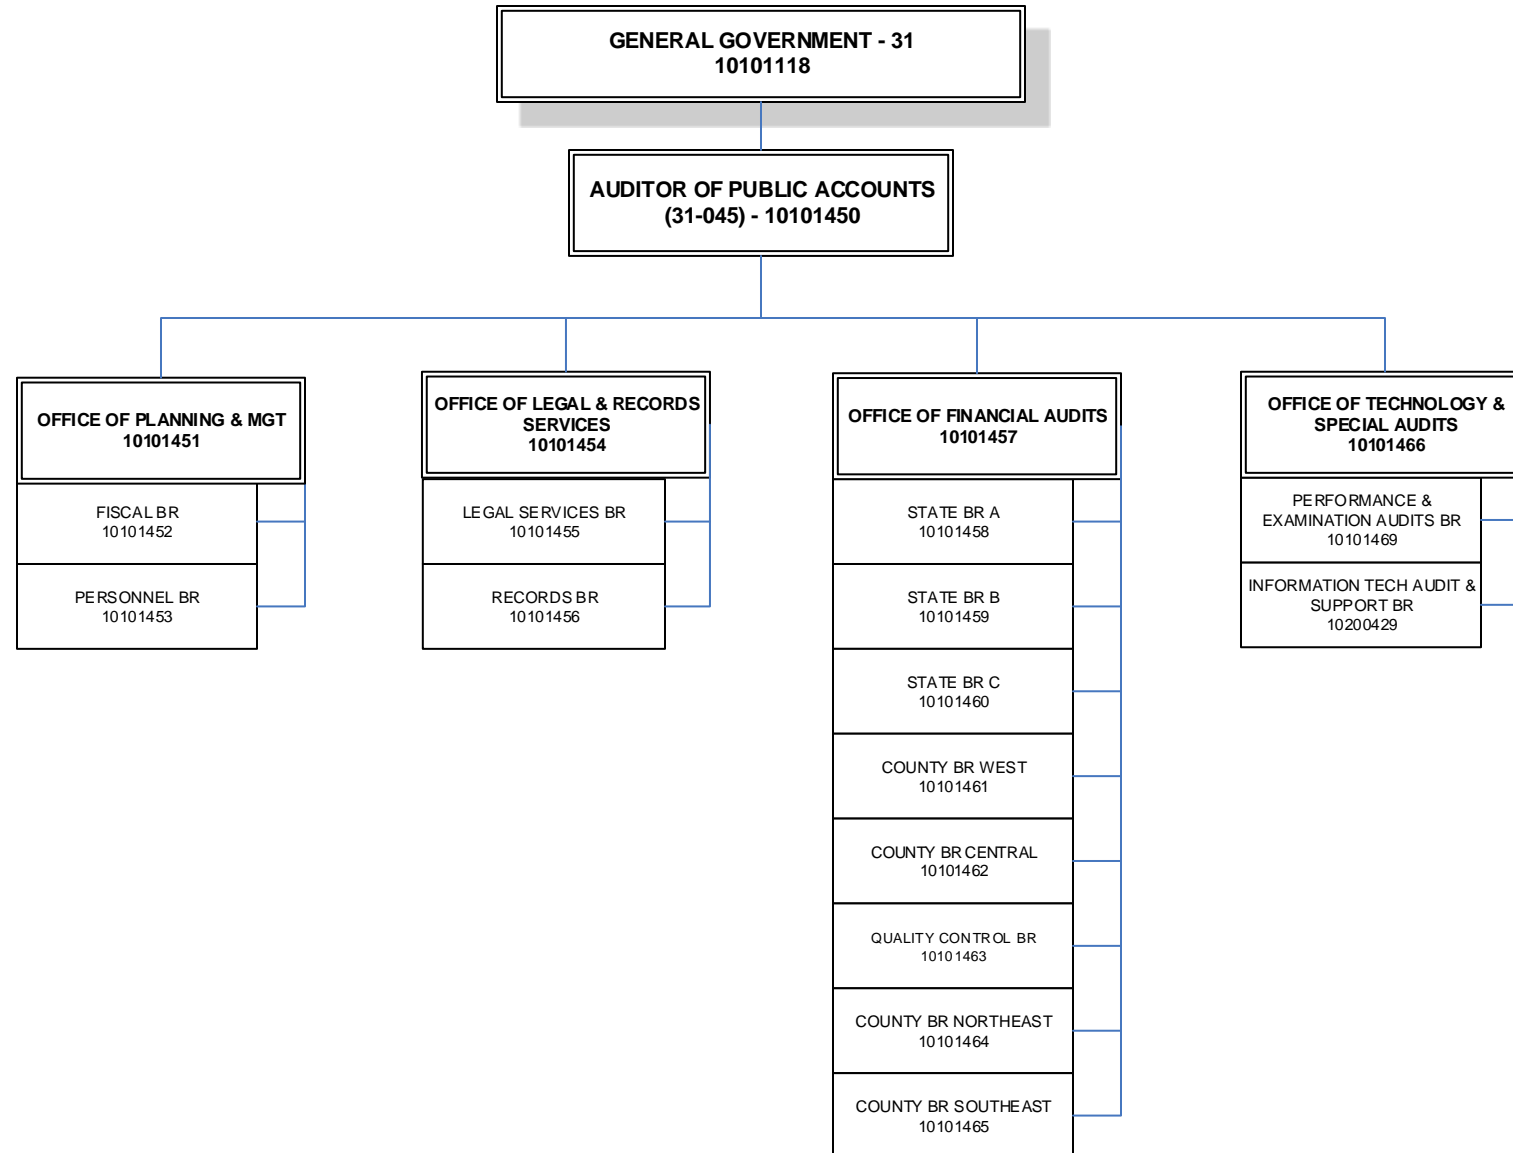 GENERAL GOVERNMENT - 31
10101118
AUDITOR OF PUBLIC ACCOUNTS
(31-045) - 10101450
OFFICE OF PLANNING & MGT
10101451
FISCAL BR
10101452
PERSONNEL BR
10101453
OFFICE OF LEGAL & RECORDS
SERVICES
10101454
LEGAL SERVICES BR
10101455
RECORDS BR
10101456
OFFICE OF FINANCIAL AUDITS
10101457
STATE BR A
10101458
STATE BR B
10101459
STATE BR C
10101460
COUNTY BR WEST
10101461
COUNTY BR CENTRAL
10101462
QUALITY CONTROL BR
10101463
COUNTY BR NORTHEAST
10101464
COUNTY BR SOUTHEAST
10101465
OFFICE OF TECHNOLOGY &
SPECIAL AUDITS
10101466
PERFORMANCE &
EXAMINATION AUDITS BR
10101469
INFORMATION TECH AUDIT &
SUPPORT BR
10200429